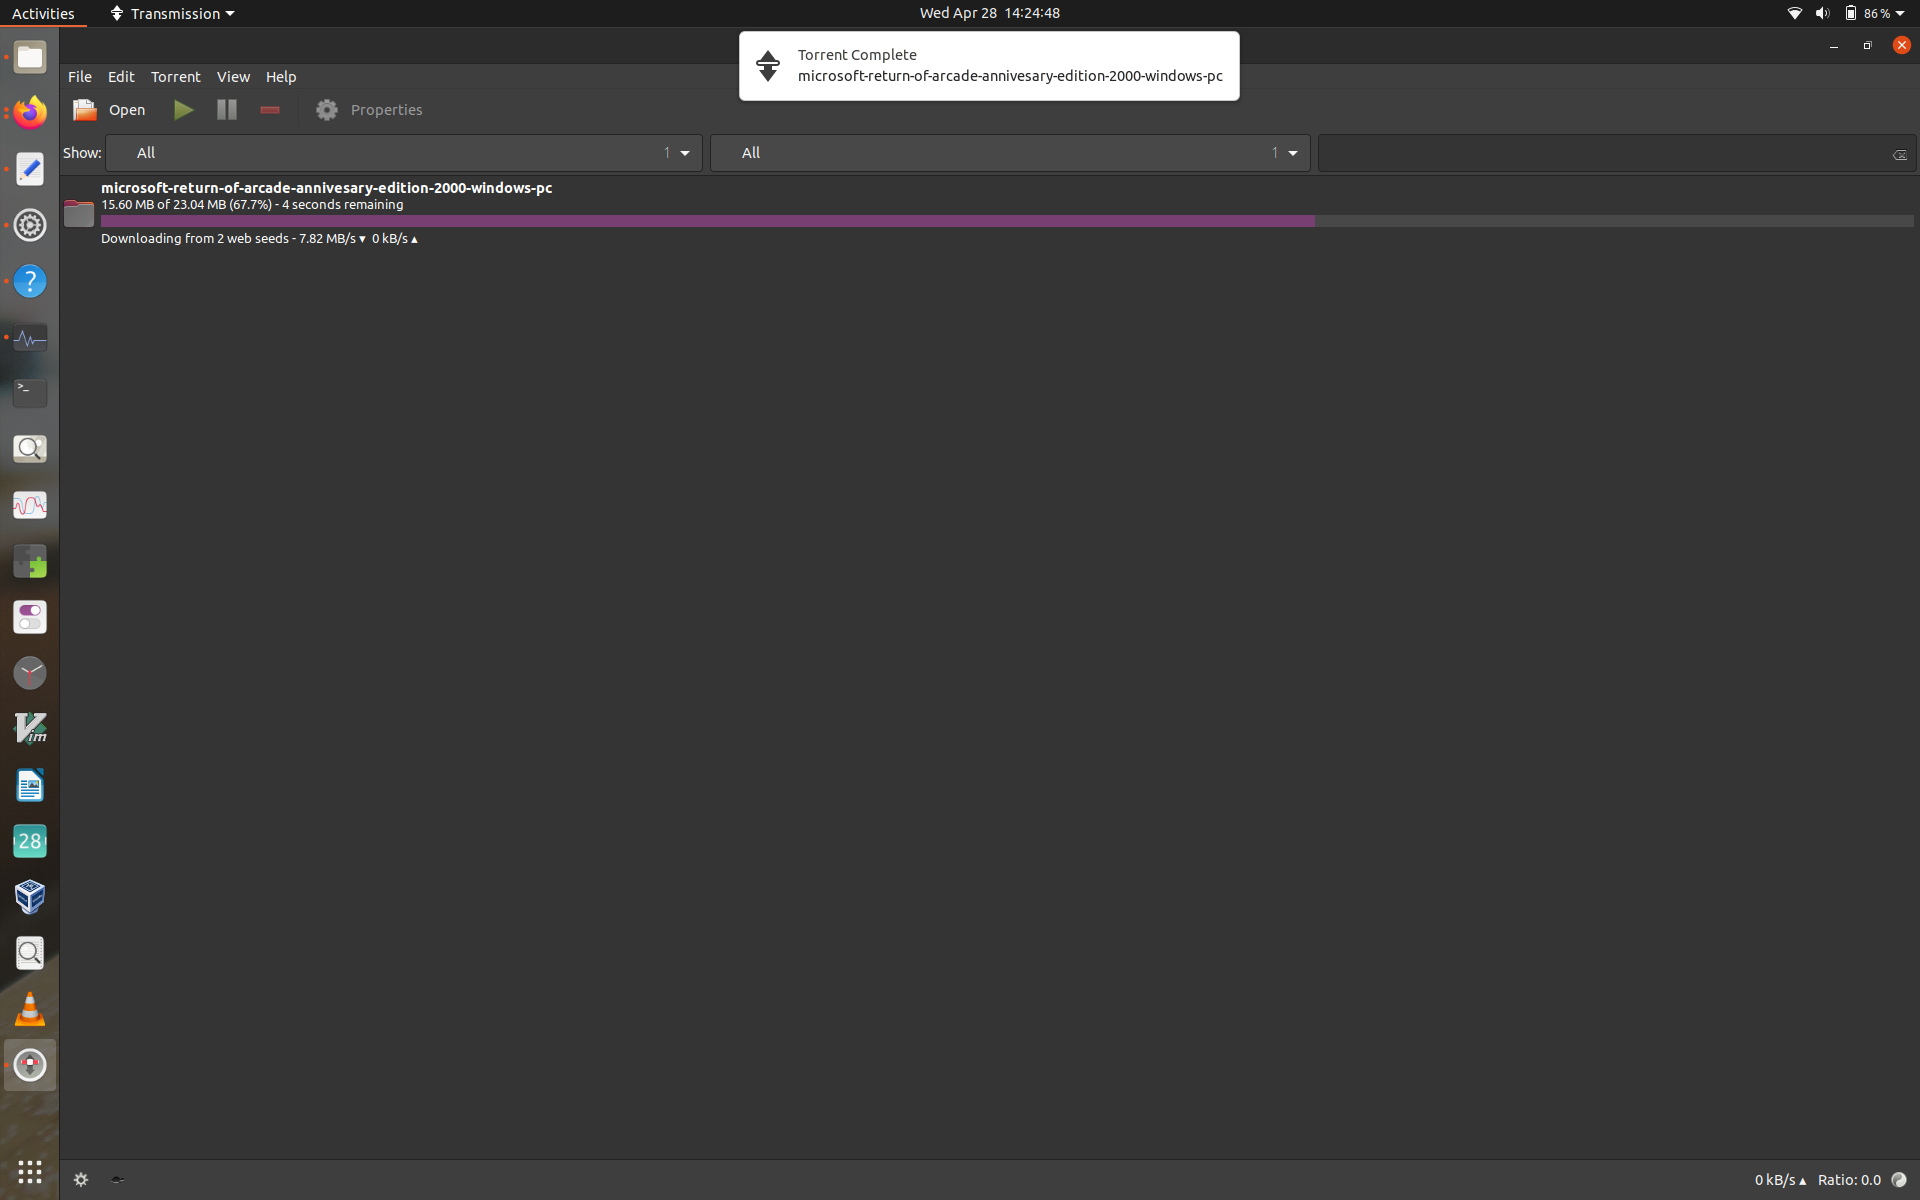 Activities Transmission Wed Apr 28 14:24:48 86 %
Torrent Complete
microsoft-return-of-arcade-annivesary-edition-2000-windows-pc
File Edit Torrent View Help
Open Properties
Show: All 1 All 1
microsoft-return-of-arcade-annivesary-edition-2000-windows-pc
15.60 MB of 23.04 MB (67.7%) - 4 seconds remaining
Downloading from 2 web seeds - 7.82 MB/s ▾ 0 kB/s ▴
?
>_
Vim
28
0 kB/s ▴ Ratio: 0.0